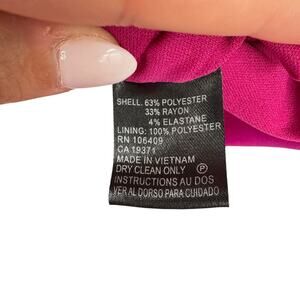 SHELL: 63% POLYESTER
33% RAYON
4% ELASTANE
LINING: 100% POLYESTER
RN 106409
CA 19371
MADE IN VIETNAM
DRY CLEAN ONLY Ⓟ
INSTRUCTIONS AU DOS
VER AL DORSO PARA CUIDADO